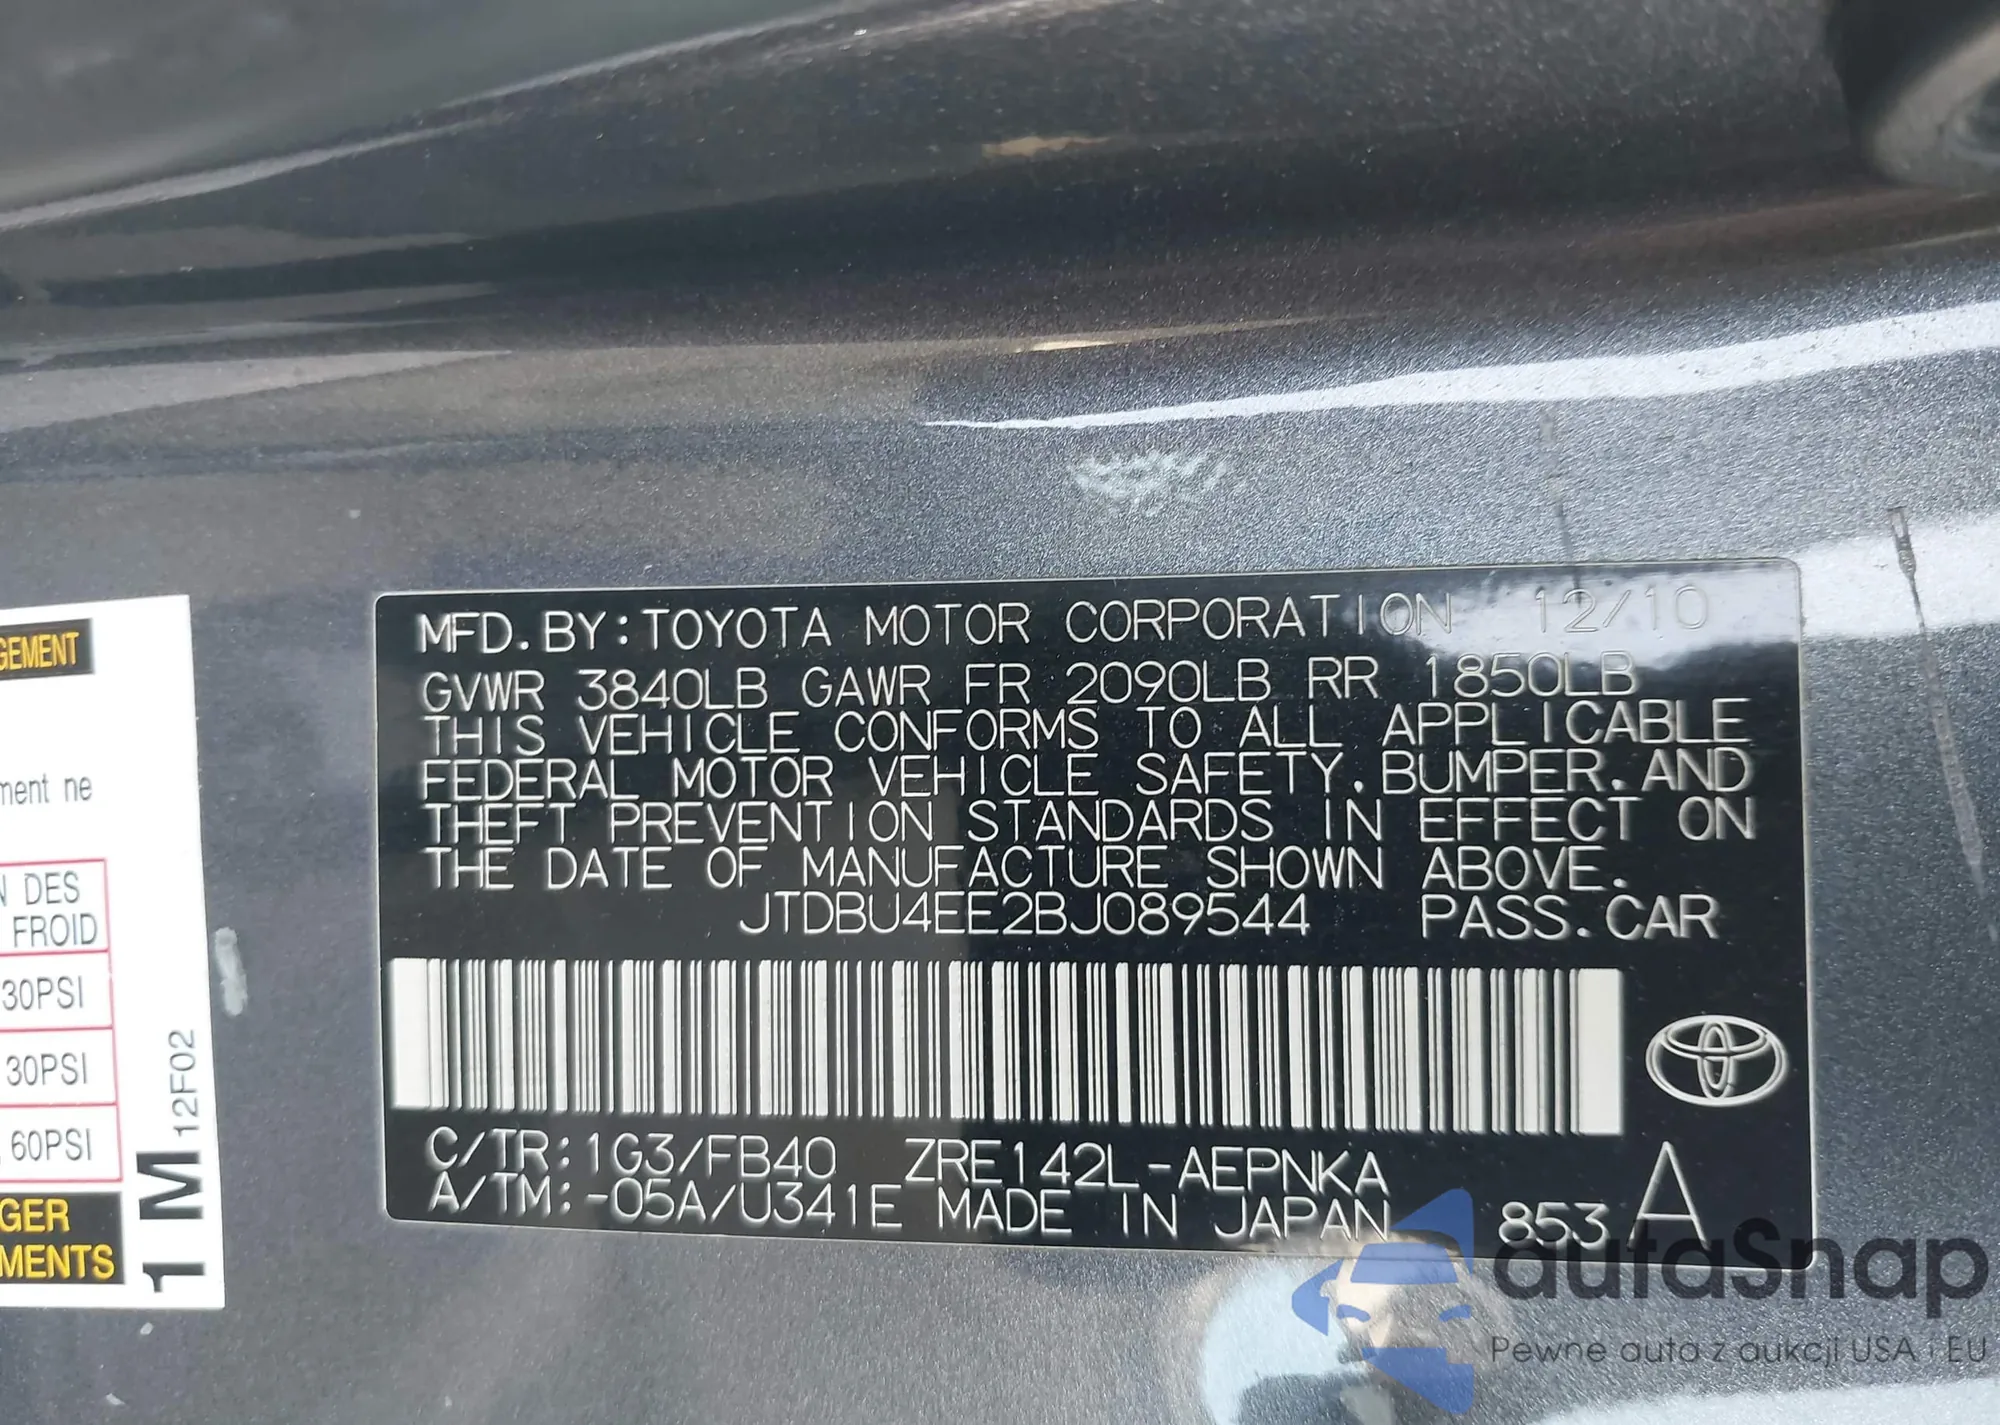 MFD.BY:TOYOTA MOTOR CORPORATION 12/10
GVWR 3840LB GAWR FR 2090LB RR 1850LB
THIS VEHICLE CONFORMS TO ALL APPLICABLE
FEDERAL MOTOR VEHICLE SAFETY.BUMPER.AND
THEFT PREVENTION STANDARDS IN EFFECT ON
THE DATE OF MANUFACTURE SHOWN ABOVE.
JTDBU4EE2BJ089544 PASS.CAR
C/TR:1G3/FB40 ZRE142L-AEPNKA
A/TM:-05A/U341E MADE IN JAPAN 853 A
GEMENT
ment ne
N DES
FROID
30PSI
30PSI
60PSI
GER
MENTS
1M 12F02
autaSnap
Pewne auta z aukcji USA i EU